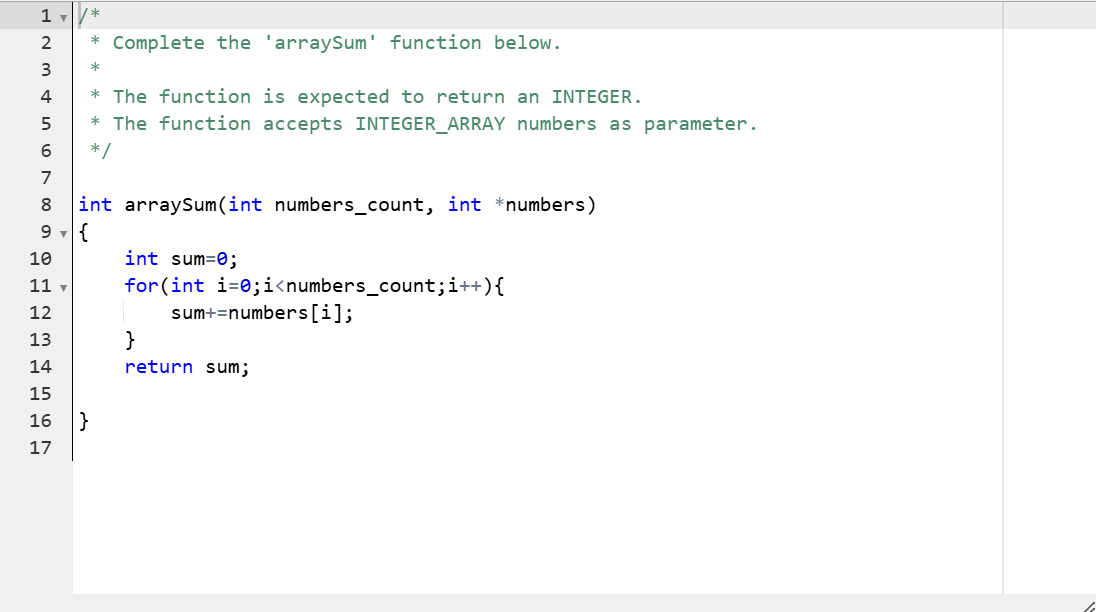 1 /*
2  * Complete the 'arraySum' function below.
3  *
4  * The function is expected to return an INTEGER.
5  * The function accepts INTEGER_ARRAY numbers as parameter.
6  */
7
8 int arraySum(int numbers_count, int *numbers)
9 {
10     int sum=0;
11     for(int i=0;i<numbers_count;i++){
12         sum+=numbers[i];
13     }
14     return sum;
15
16 }
17